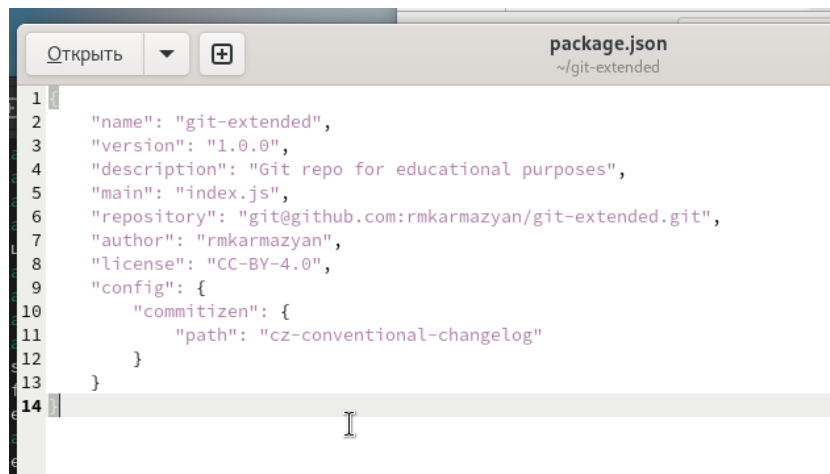 Открыть
package.json
~/git-extended
1 {
2 "name": "git-extended",
3 "version": "1.0.0",
4 "description": "Git repo for educational purposes",
5 "main": "index.js",
6 "repository": "git@github.com:rmkarmazyan/git-extended.git",
7 "author": "rmkarmazyan",
8 "license": "CC-BY-4.0",
9 "config": {
10 "commitizen": {
11 "path": "cz-conventional-changelog"
12 }
13 }
14 }